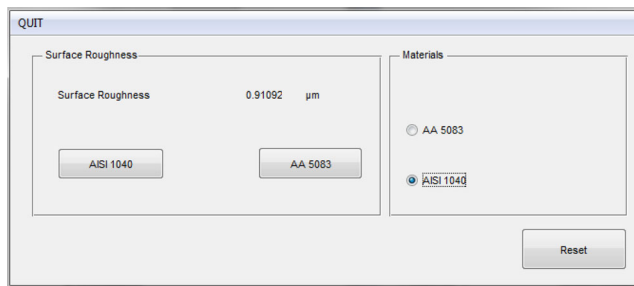 QUIT
Surface Roughness
Surface Roughness 0.91092 μm
AISI 1040 AA 5083
Materials
AA 5083
AISI 1040
Reset